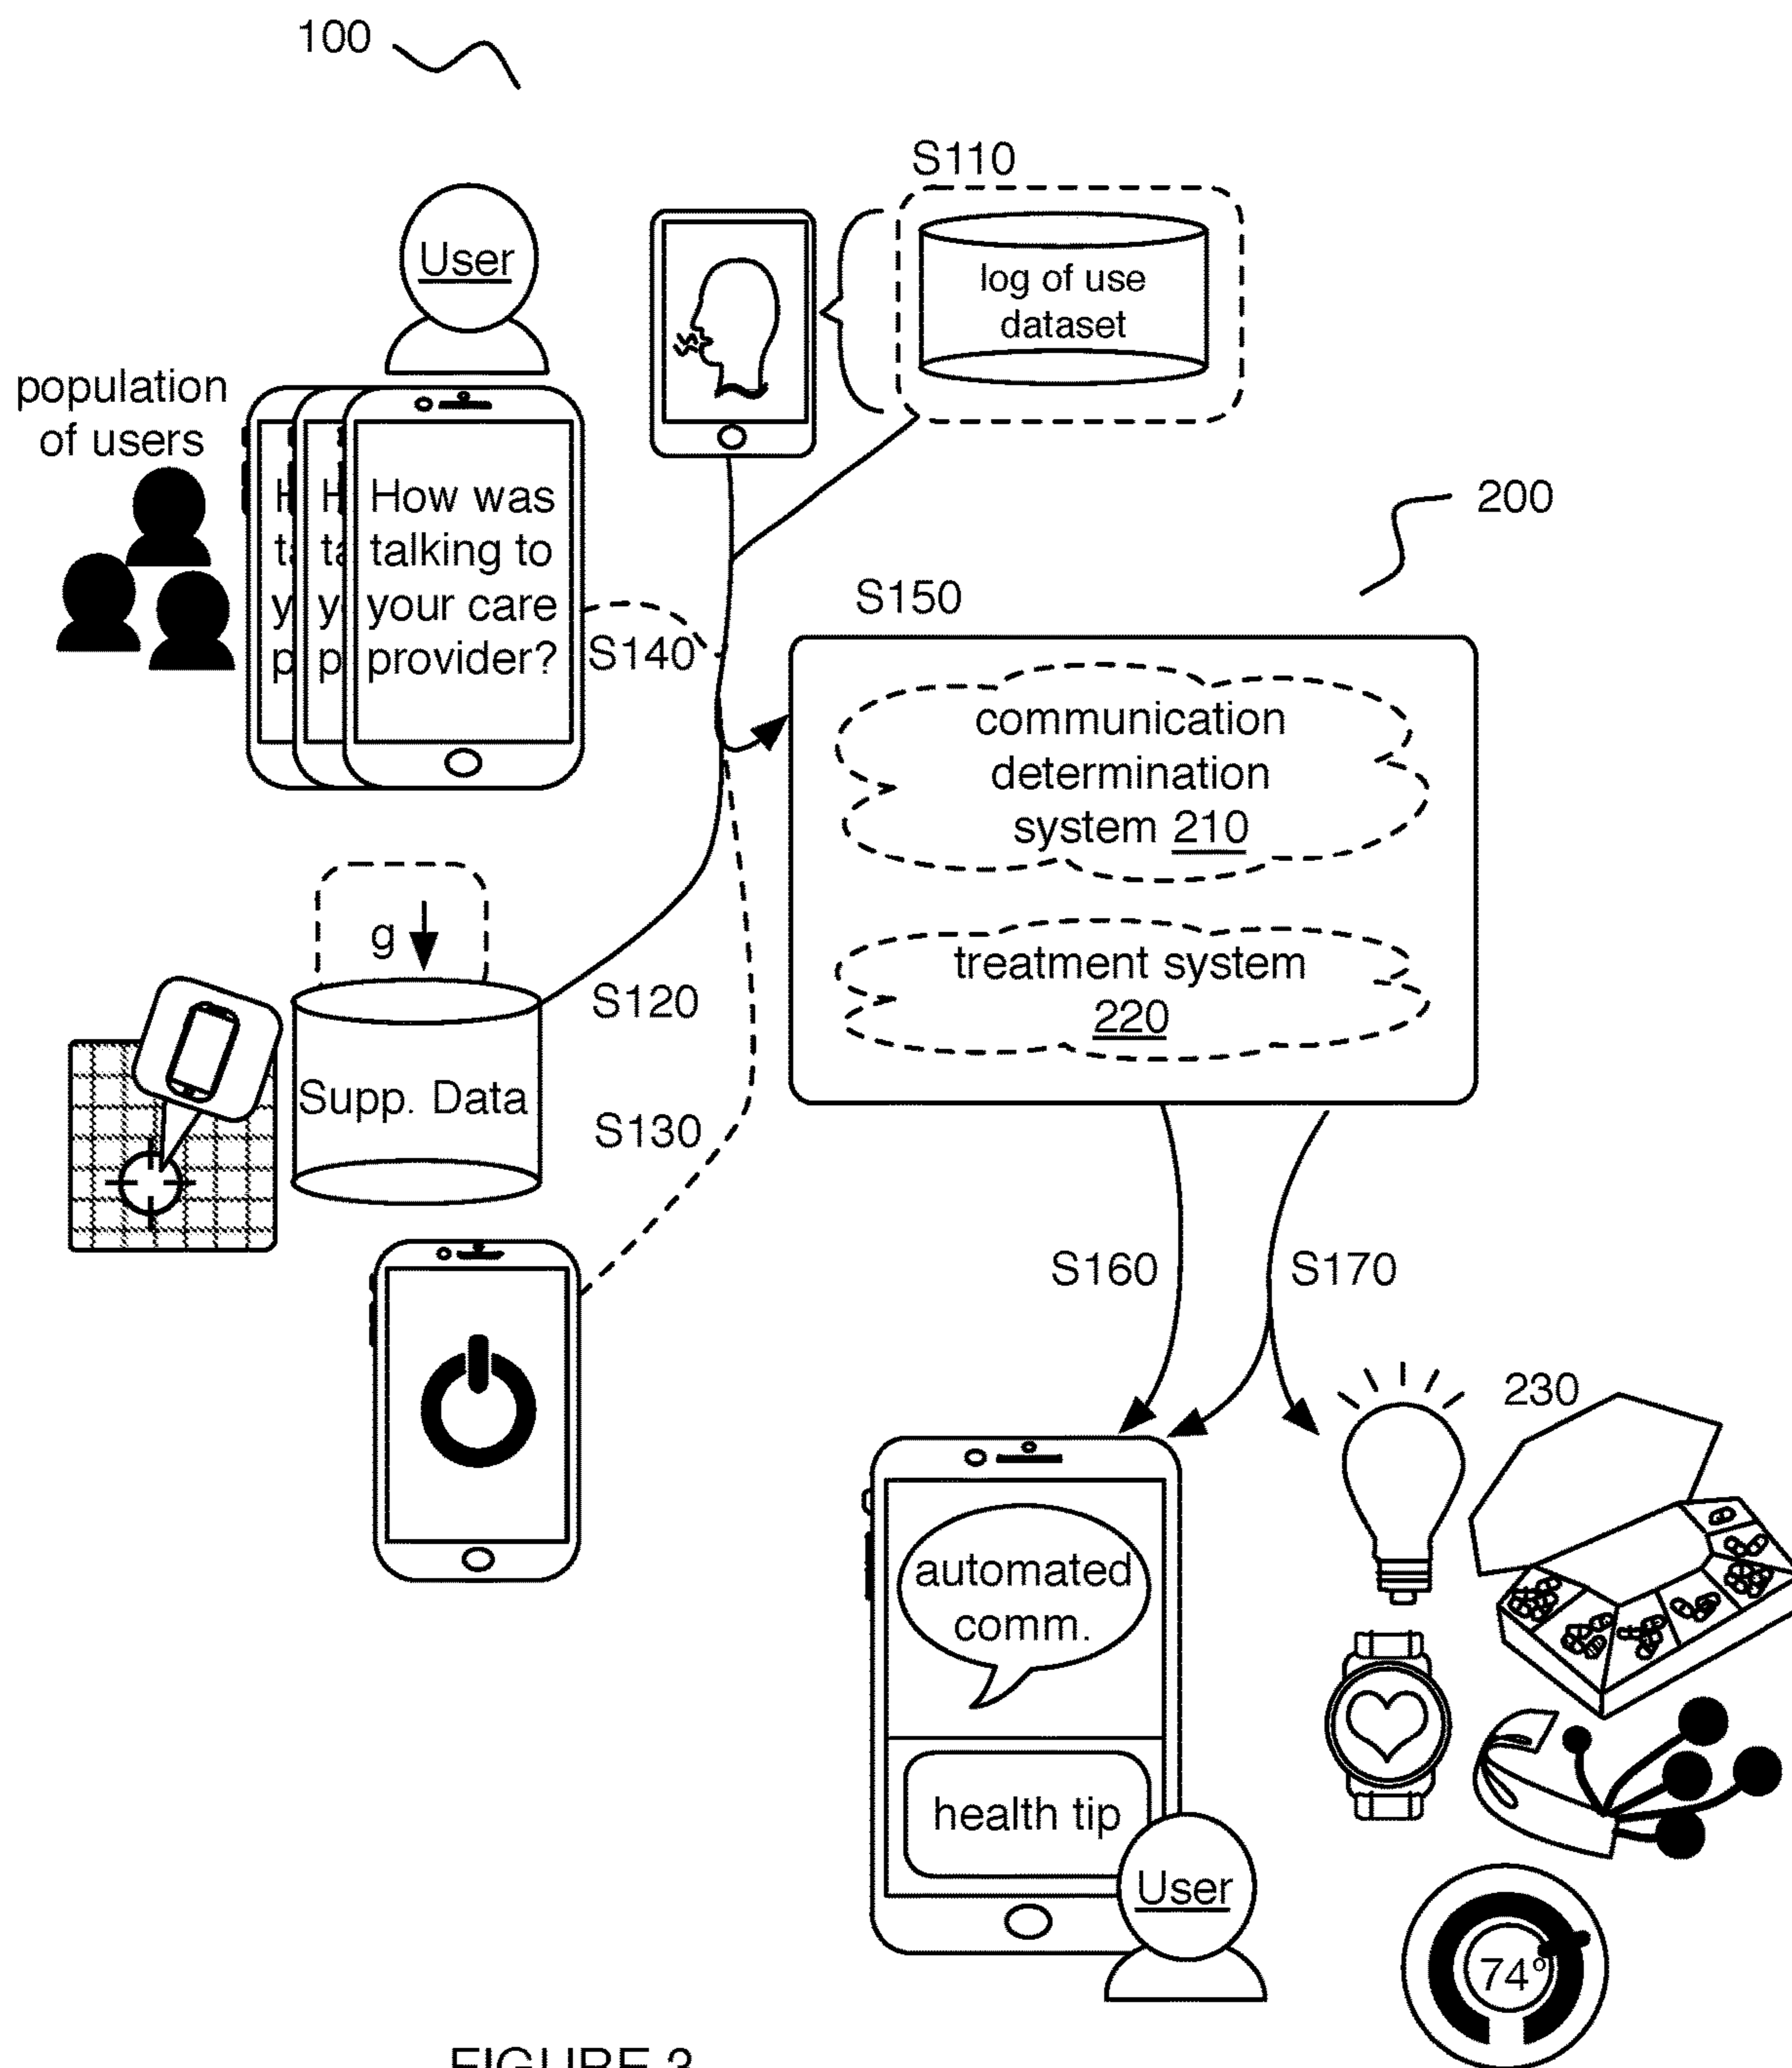 100
S110
User
log of use
dataset
population
of users
H
H
How was
ta
ta
talking to
y
y
your care
p
p
provider?
S140
200
S150
communication
determination
system 210
treatment system
220
g
S120
Supp. Data
S130
S160
S170
230
automated
comm.
health tip
User
74°
FIGURE 3